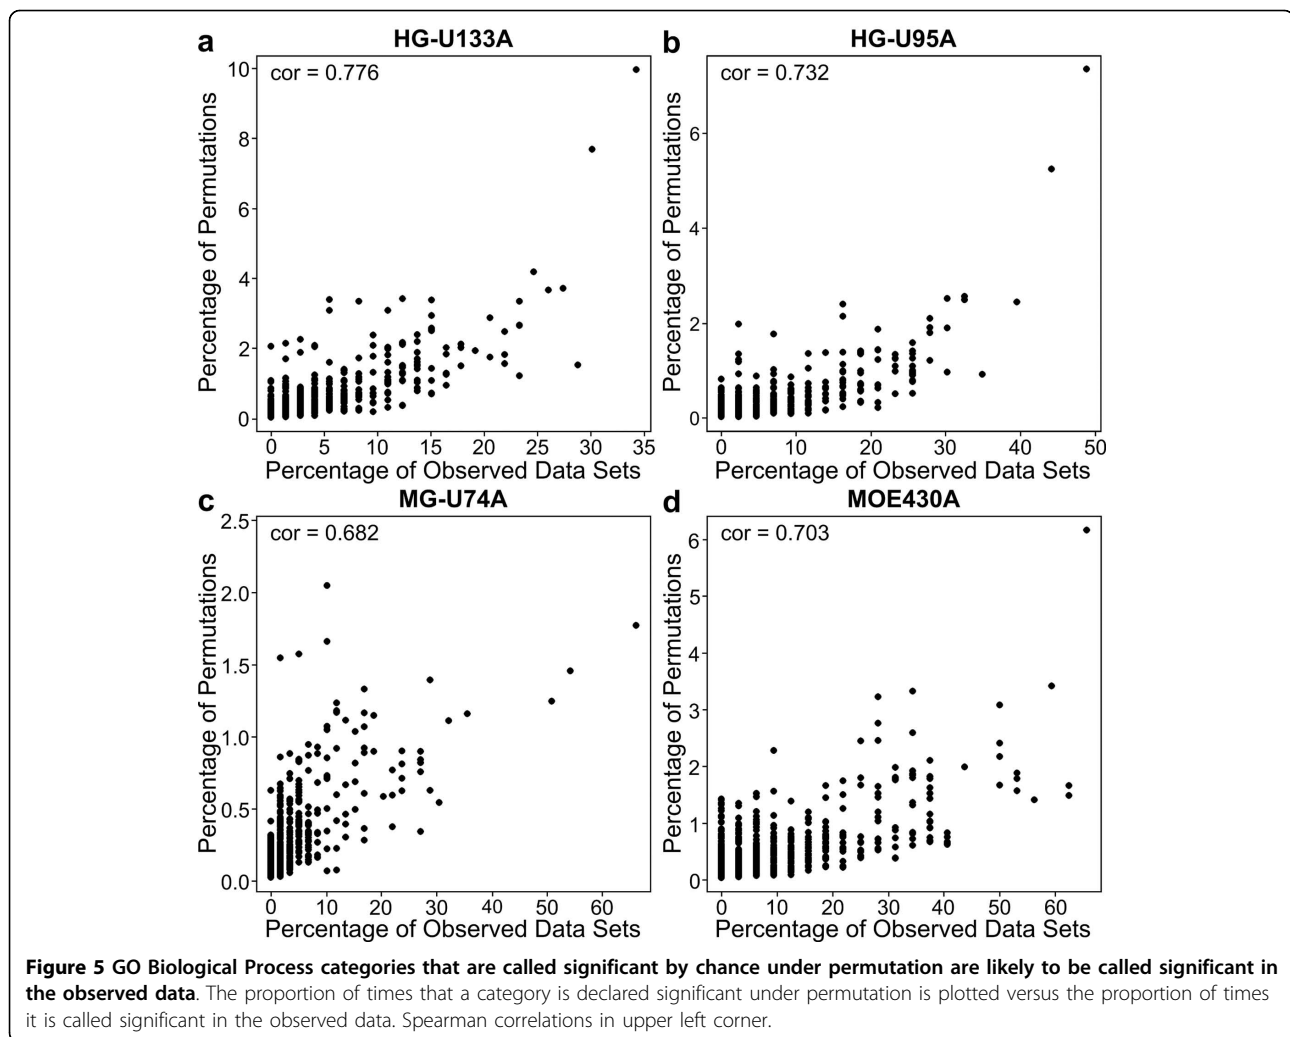 a
HG-U133A
cor = 0.776
10
8
6
4
2
0
Percentage of Permutations
0 5 10 15 20 25 30 35
Percentage of Observed Data Sets
b
HG-U95A
cor = 0.732
6
4
2
0
Percentage of Permutations
0 10 20 30 40 50
Percentage of Observed Data Sets
c
MG-U74A
cor = 0.682
2.5
2.0
1.5
1.0
0.5
0.0
Percentage of Permutations
0 10 20 30 40 50 60
Percentage of Observed Data Sets
d
MOE430A
cor = 0.703
6
5
4
3
2
1
0
Percentage of Permutations
0 10 20 30 40 50 60
Percentage of Observed Data Sets
Figure 5 GO Biological Process categories that are called significant by chance under permutation are likely to be called significant in
the observed data. The proportion of times that a category is declared significant under permutation is plotted versus the proportion of times
it is called significant in the observed data. Spearman correlations in upper left corner.